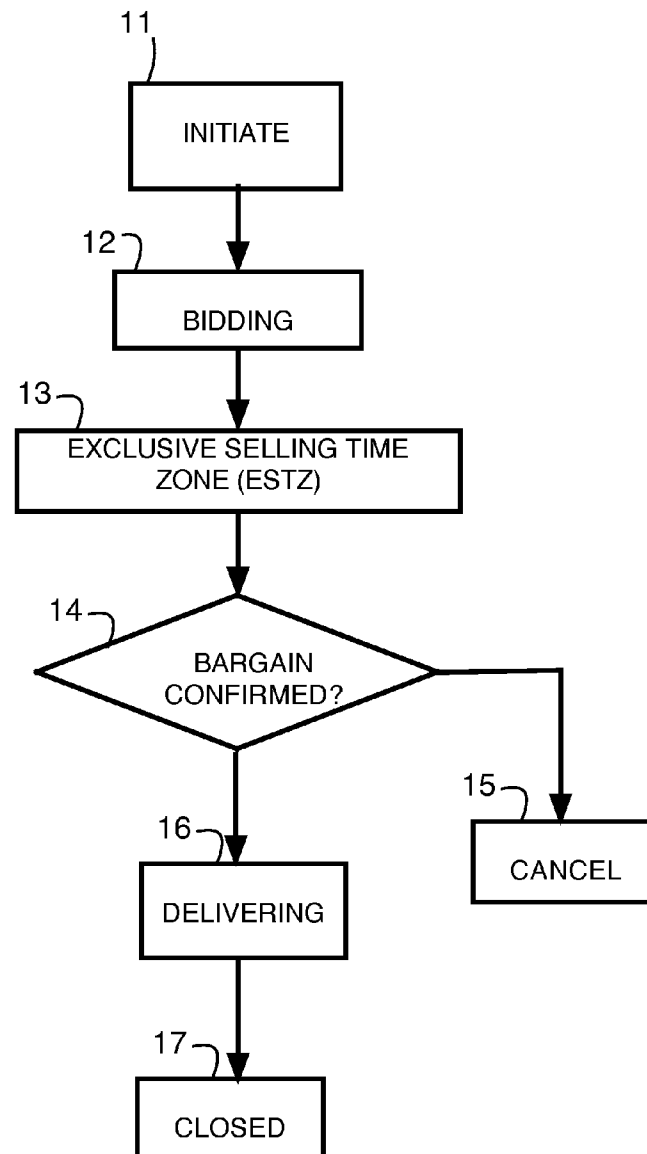 11
INITIATE
12
BIDDING
13
EXCLUSIVE SELLING TIME
ZONE (ESTZ)
14
BARGAIN
CONFIRMED?
15
CANCEL
16
DELIVERING
17
CLOSED